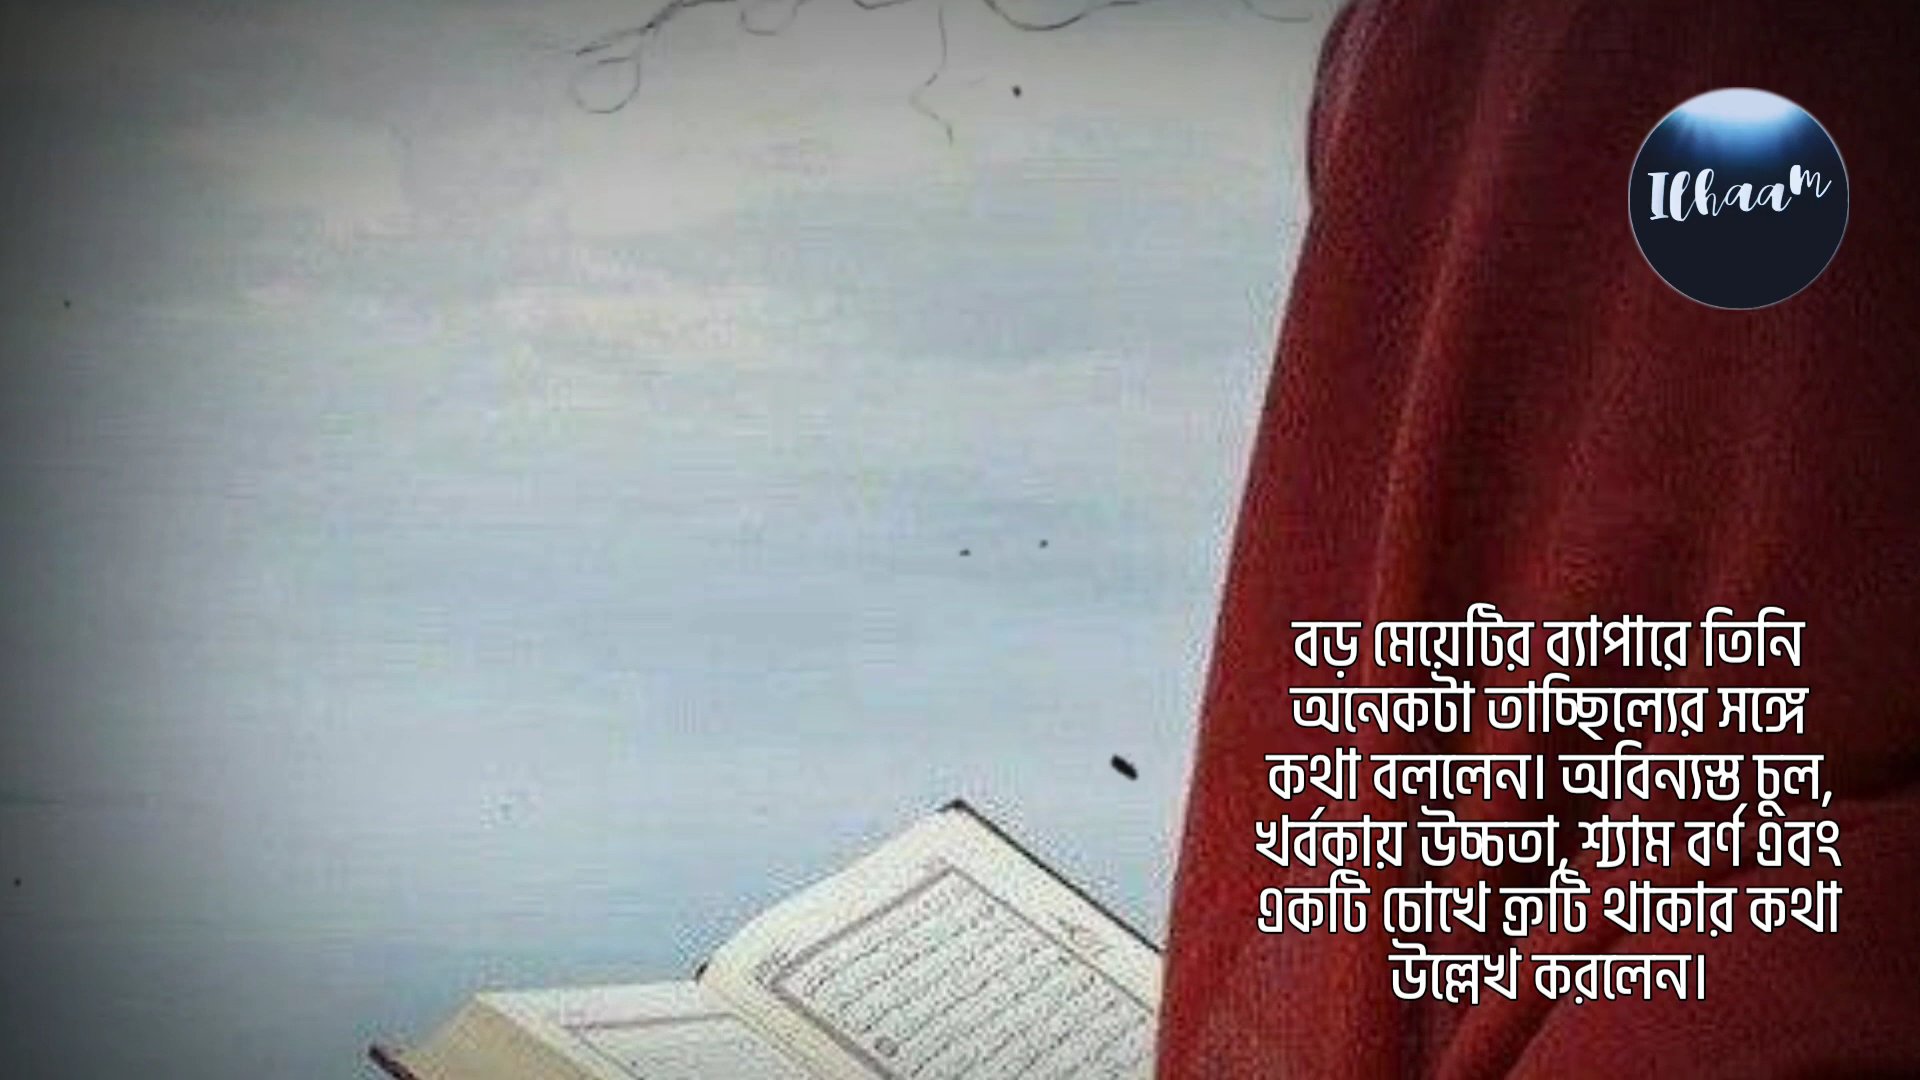 Ilhaam
বড় মেয়েটির ব্যাপারে তিনি
অনেকটা তাচ্ছিল্যের সঙ্গে
কথা বললেন। অবিন্যস্ত চুল,
খর্বকায় উচ্চতা, শ্যাম বর্ণ এবং
একটি চোখে ত্রুটি থাকার কথা
উল্লেখ করলেন।